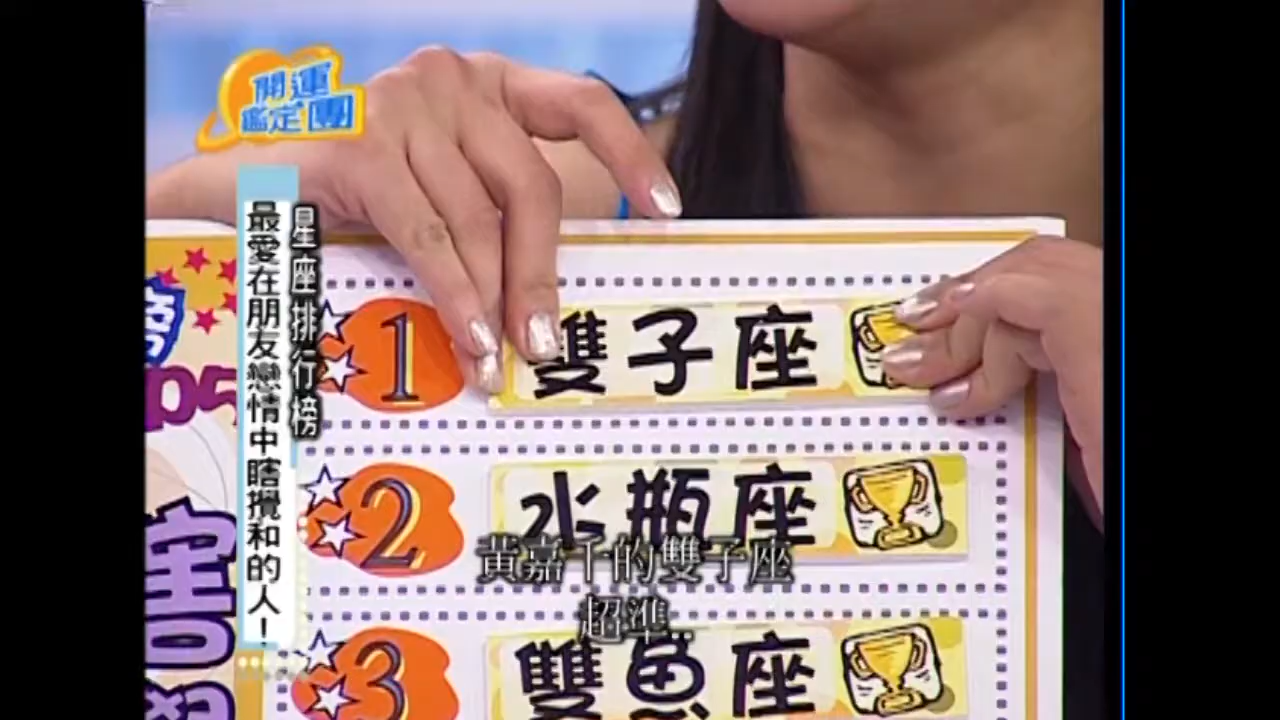 開運
鑑定團
星座排行榜
最愛在朋友戀情中瞎攪和的人!
1
雙子座
2
水瓶座
3
雙魚座
黃嘉千的雙子座
超準..